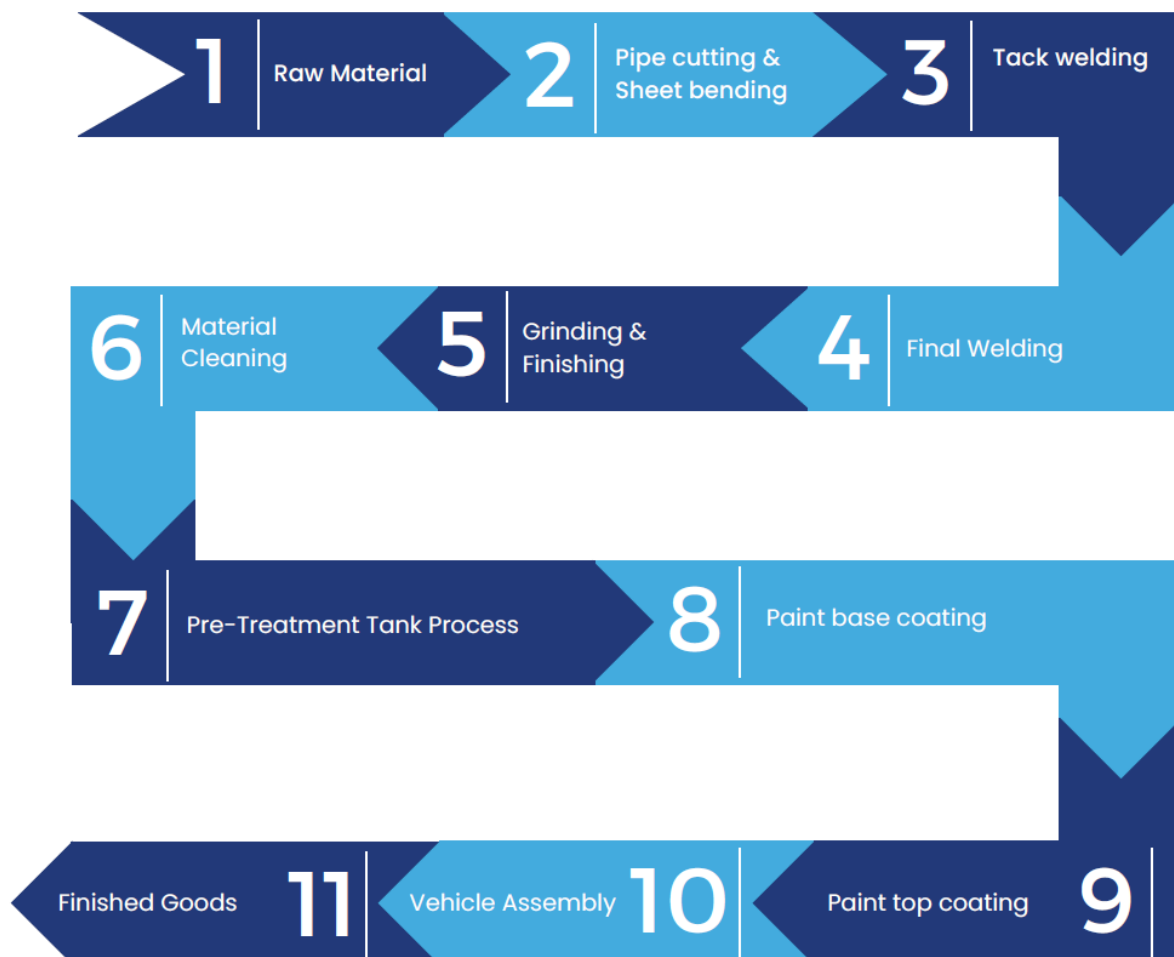 1
Raw Material
2
Pipe cutting &
Sheet bending
3
Tack welding
4
Final Welding
5
Grinding &
Finishing
6
Material
Cleaning
7
Pre-Treatment Tank Process
8
Paint base coating
9
Paint top coating
10
Vehicle Assembly
11
Finished Goods